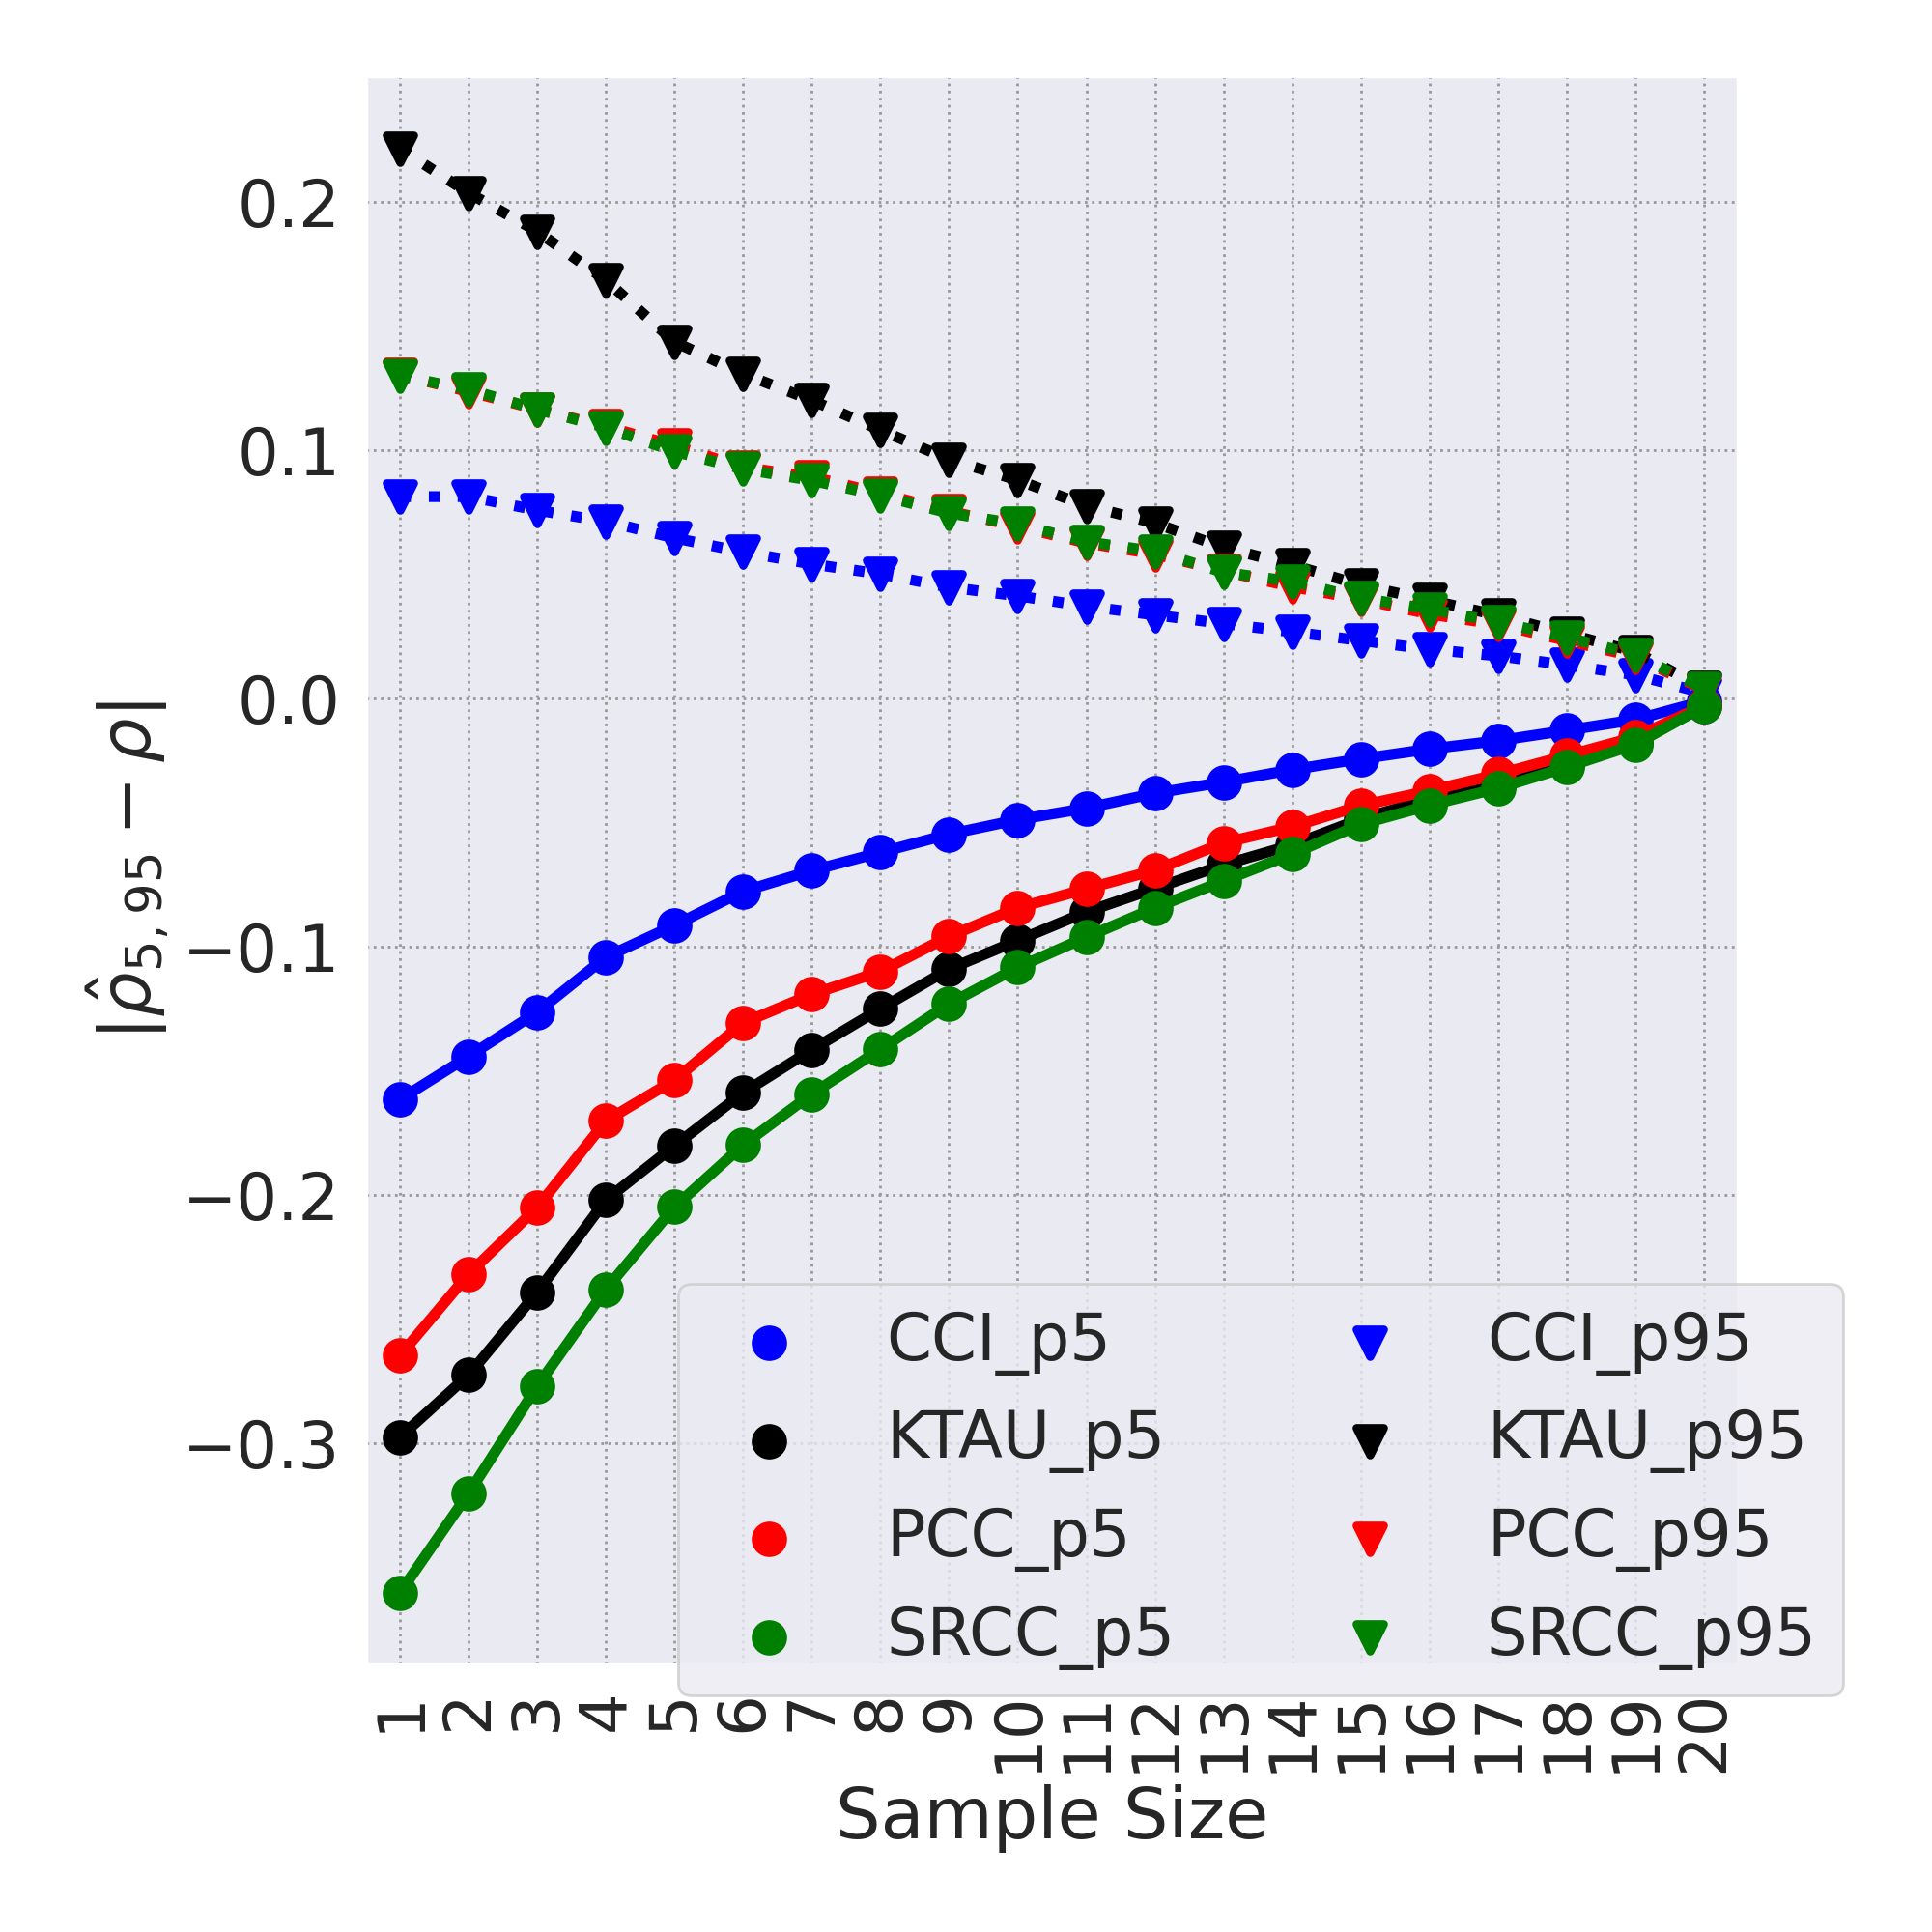 |ρ̂5,95 − ρ|
0.2
0.1
0.0
−0.1
−0.2
−0.3
CCI_p5
KTAU_p5
PCC_p5
SRCC_p5
CCI_p95
KTAU_p95
PCC_p95
SRCC_p95
1 2 3 4 5 6 7 8 9 10 11 12 13 14 15 16 17 18 19 20
Sample Size